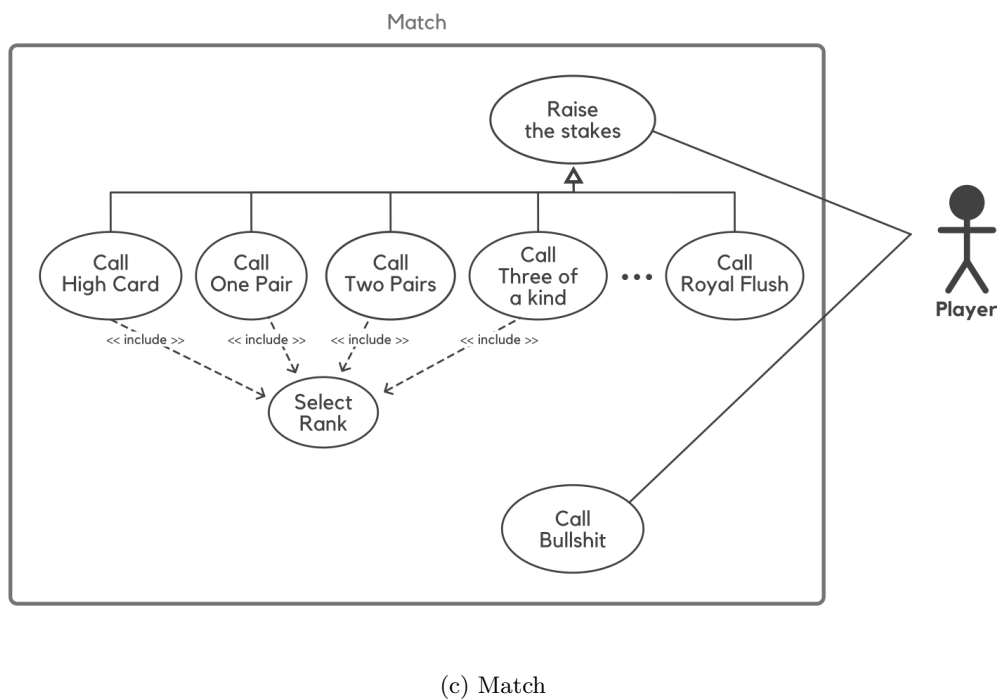 Match
Raise
the stakes
Call
High Card
Call
One Pair
Call
Two Pairs
Call
Three of
a kind
•••
Call
Royal Flush
<< include >>
<< include >>
<< include >>
<< include >>
Select
Rank
Call
Bullshit
Player
(c) Match